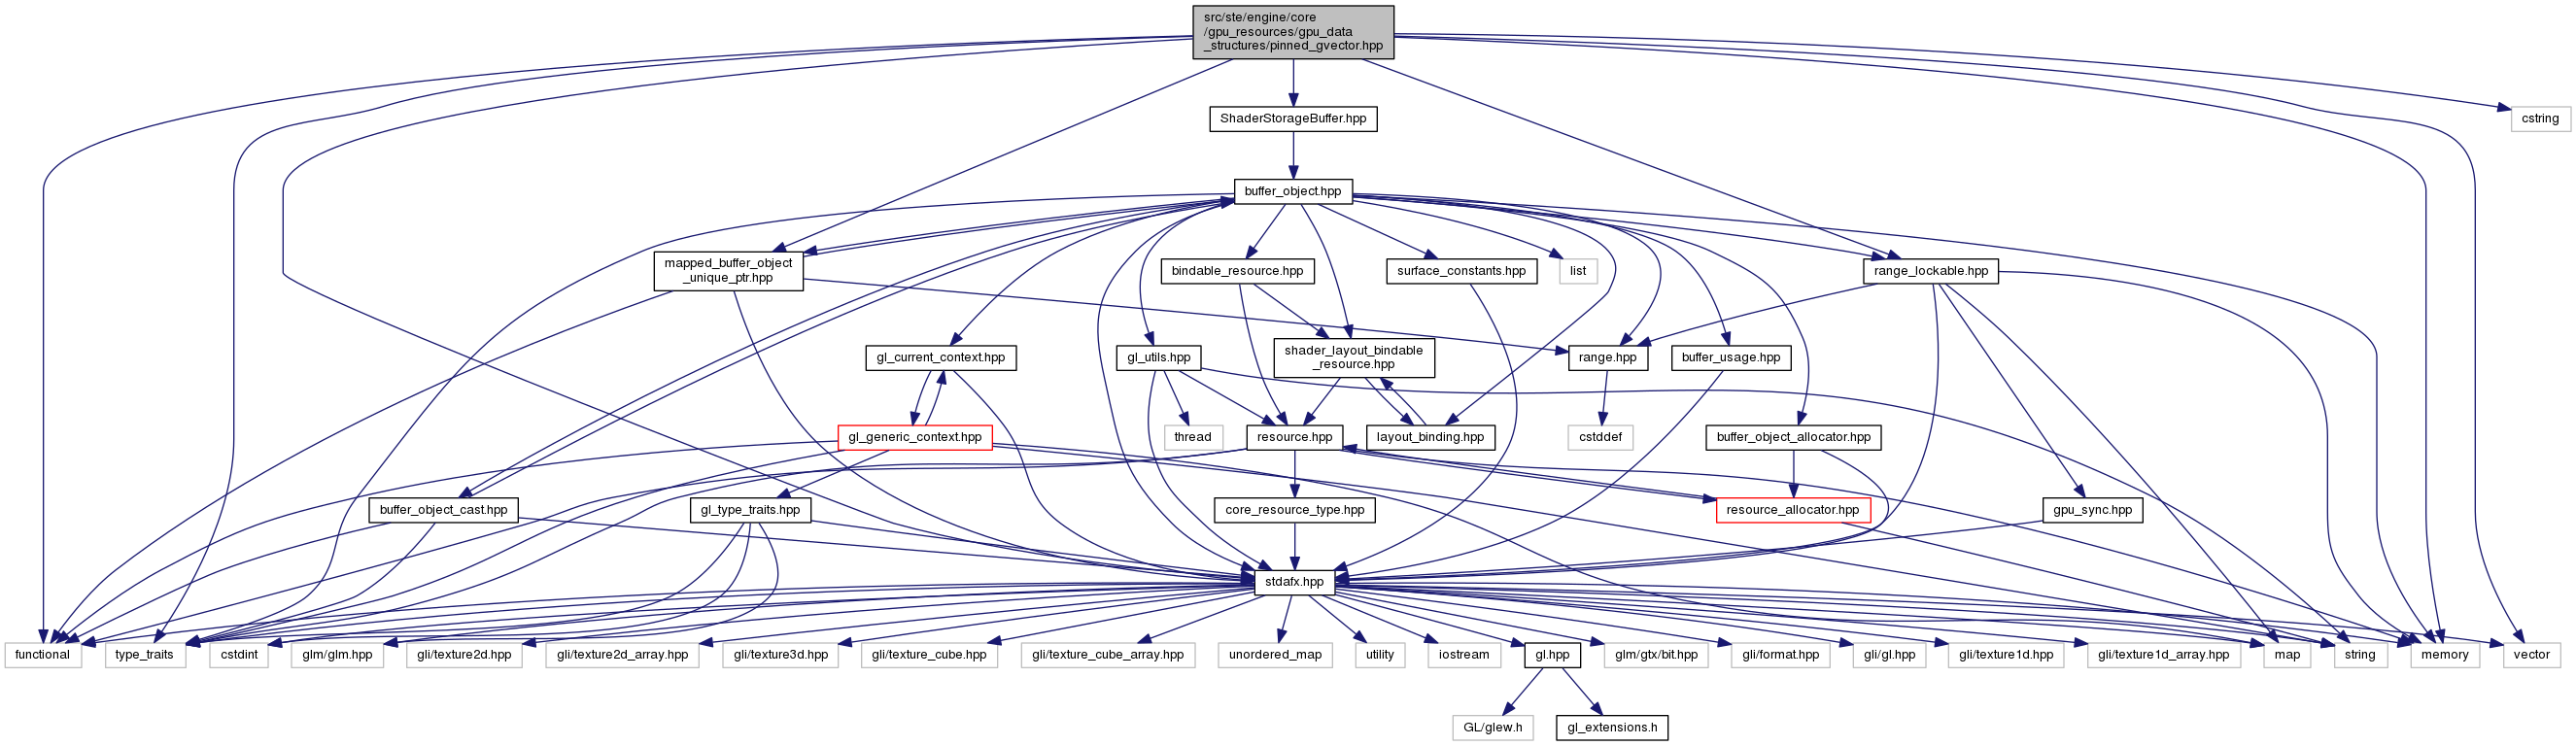 src/ste/engine/core
/gpu_resources/gpu_data
_structures/pinned_gvector.hpp
ShaderStorageBuffer.hpp
cstring
buffer_object.hpp
mapped_buffer_object
_unique_ptr.hpp
bindable_resource.hpp
surface_constants.hpp
list
range_lockable.hpp
gl_current_context.hpp
gl_utils.hpp
shader_layout_bindable
_resource.hpp
range.hpp
buffer_usage.hpp
gl_generic_context.hpp
thread
resource.hpp
layout_binding.hpp
cstddef
buffer_object_allocator.hpp
buffer_object_cast.hpp
gl_type_traits.hpp
core_resource_type.hpp
resource_allocator.hpp
gpu_sync.hpp
stdafx.hpp
functional
type_traits
cstdint
glm/glm.hpp
gli/texture2d.hpp
gli/texture2d_array.hpp
gli/texture3d.hpp
gli/texture_cube.hpp
gli/texture_cube_array.hpp
unordered_map
utility
iostream
gl.hpp
glm/gtx/bit.hpp
gli/format.hpp
gli/gl.hpp
gli/texture1d.hpp
gli/texture1d_array.hpp
map
string
memory
vector
GL/glew.h
gl_extensions.h